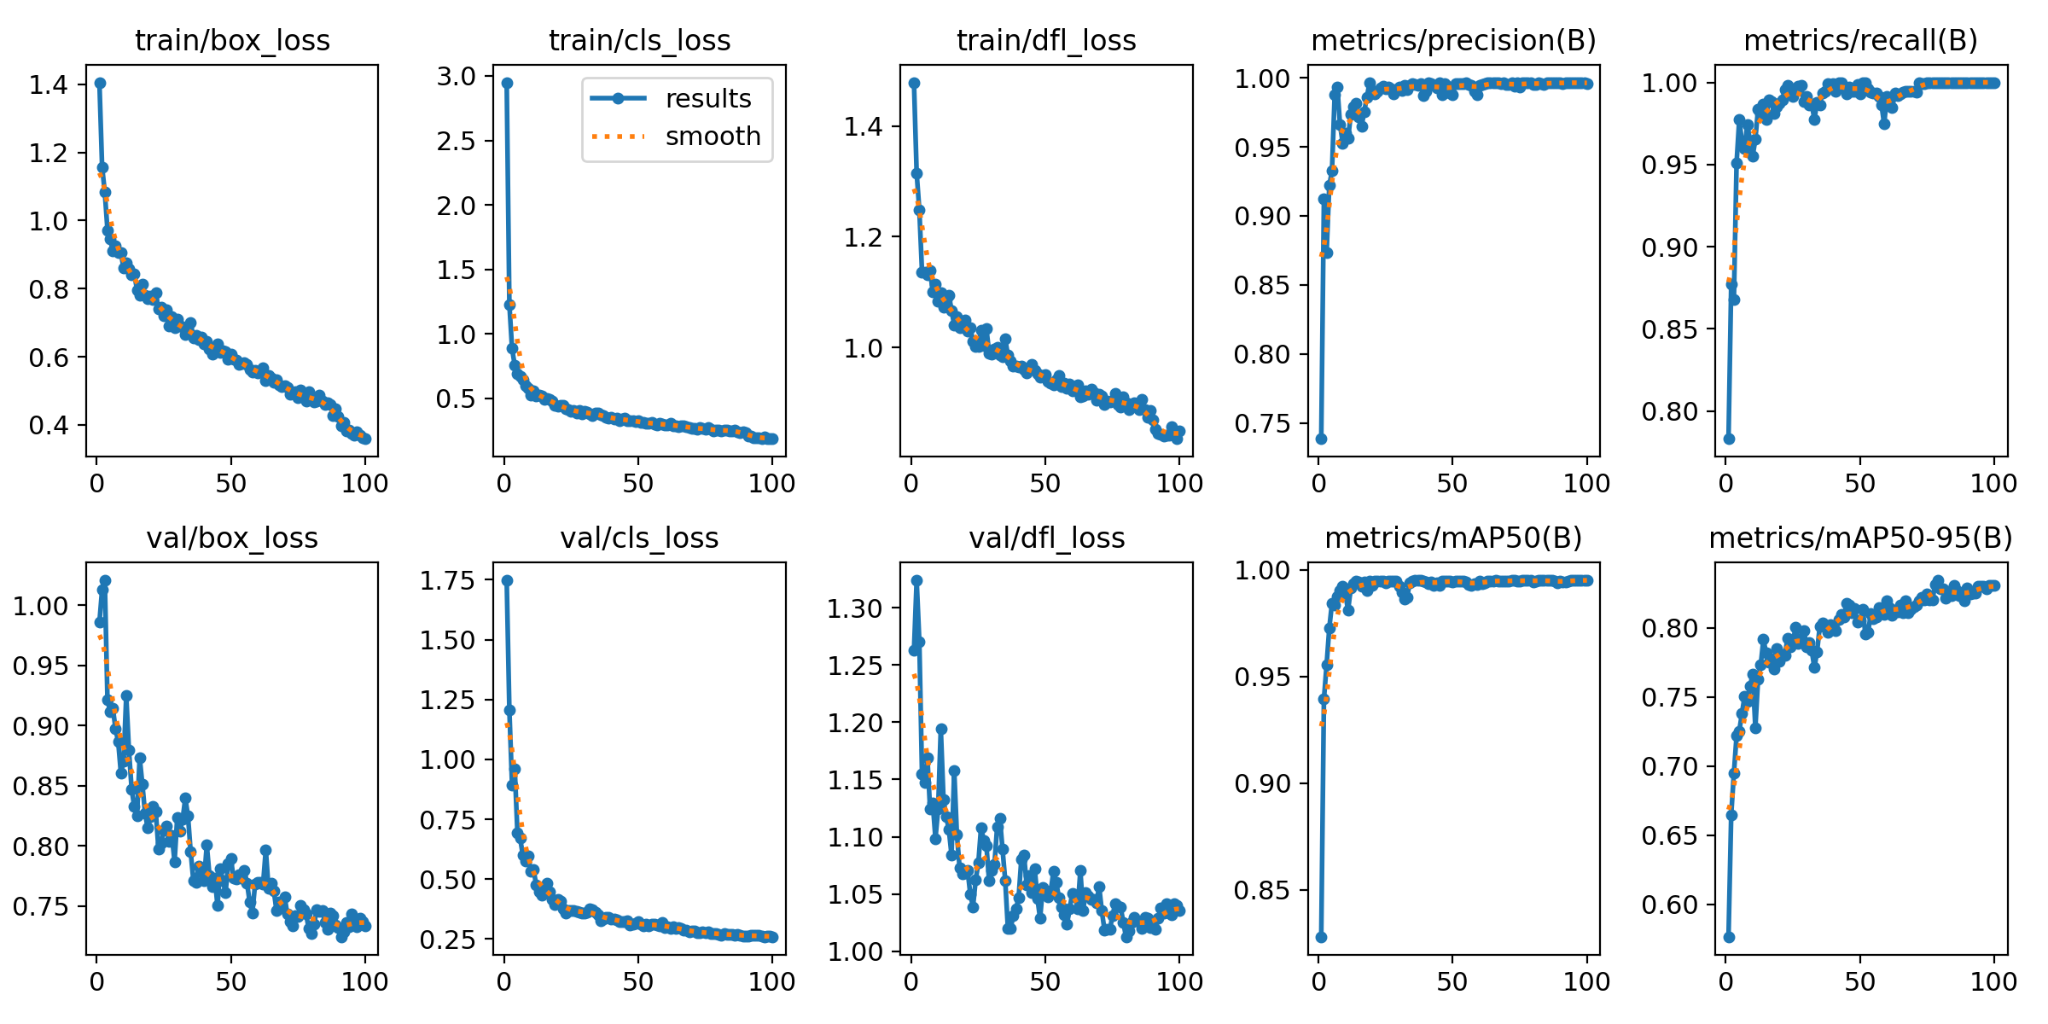 train/box_loss
1.4
1.2
1.0
0.8
0.6
0.4
0 50 100
train/cls_loss
results
smooth
3.0
2.5
2.0
1.5
1.0
0.5
0 50 100
train/dfl_loss
1.4
1.2
1.0
0 50 100
metrics/precision(B)
1.00
0.95
0.90
0.85
0.80
0.75
0 50 100
metrics/recall(B)
1.00
0.95
0.90
0.85
0.80
0 50 100
val/box_loss
1.00
0.95
0.90
0.85
0.80
0.75
0 50 100
val/cls_loss
1.75
1.50
1.25
1.00
0.75
0.50
0.25
0 50 100
val/dfl_loss
1.30
1.25
1.20
1.15
1.10
1.05
1.00
0 50 100
metrics/mAP50(B)
1.00
0.95
0.90
0.85
0 50 100
metrics/mAP50-95(B)
0.80
0.75
0.70
0.65
0.60
0 50 100